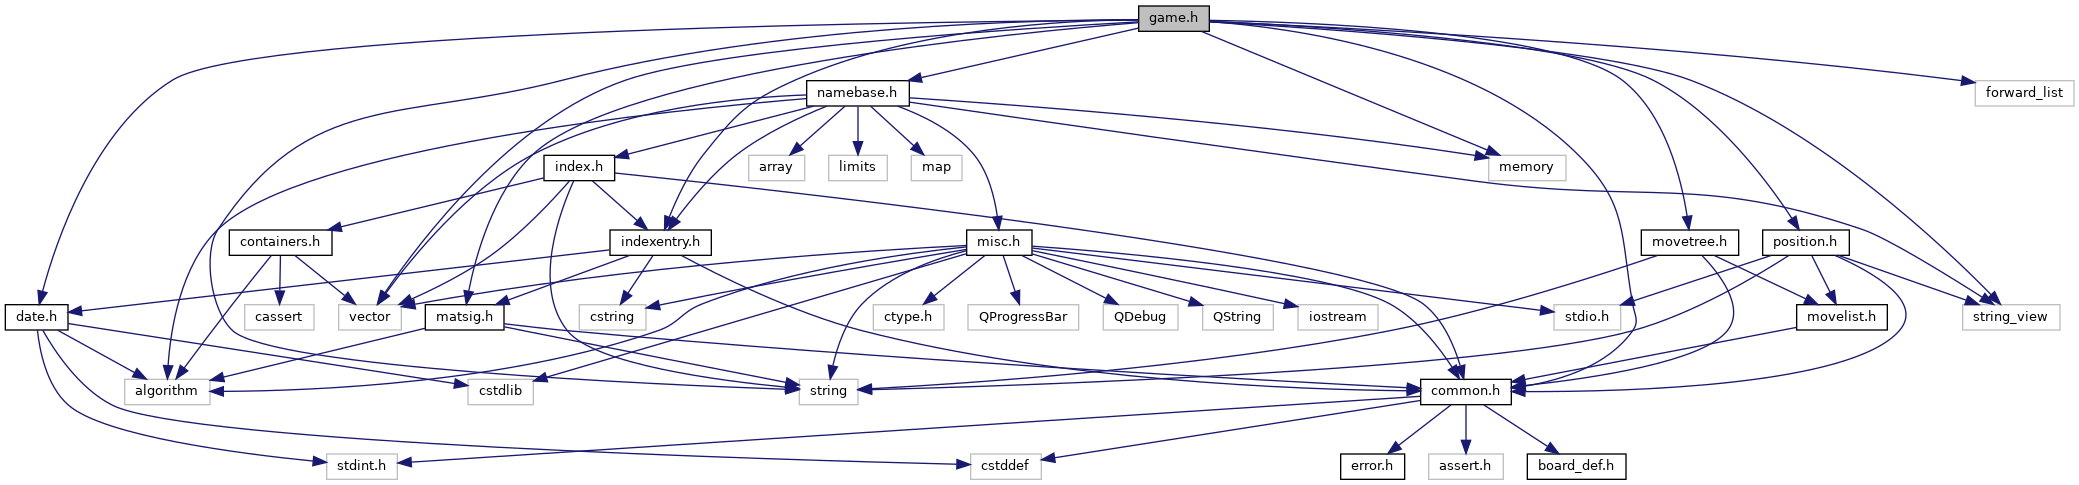 game.h
namebase.h
forward_list
index.h
array
limits
map
memory
containers.h
indexentry.h
misc.h
movetree.h
position.h
date.h
cassert
vector
matsig.h
cstring
ctype.h
QProgressBar
QDebug
QString
iostream
stdio.h
movelist.h
string_view
algorithm
cstdlib
string
common.h
stdint.h
cstddef
error.h
assert.h
board_def.h